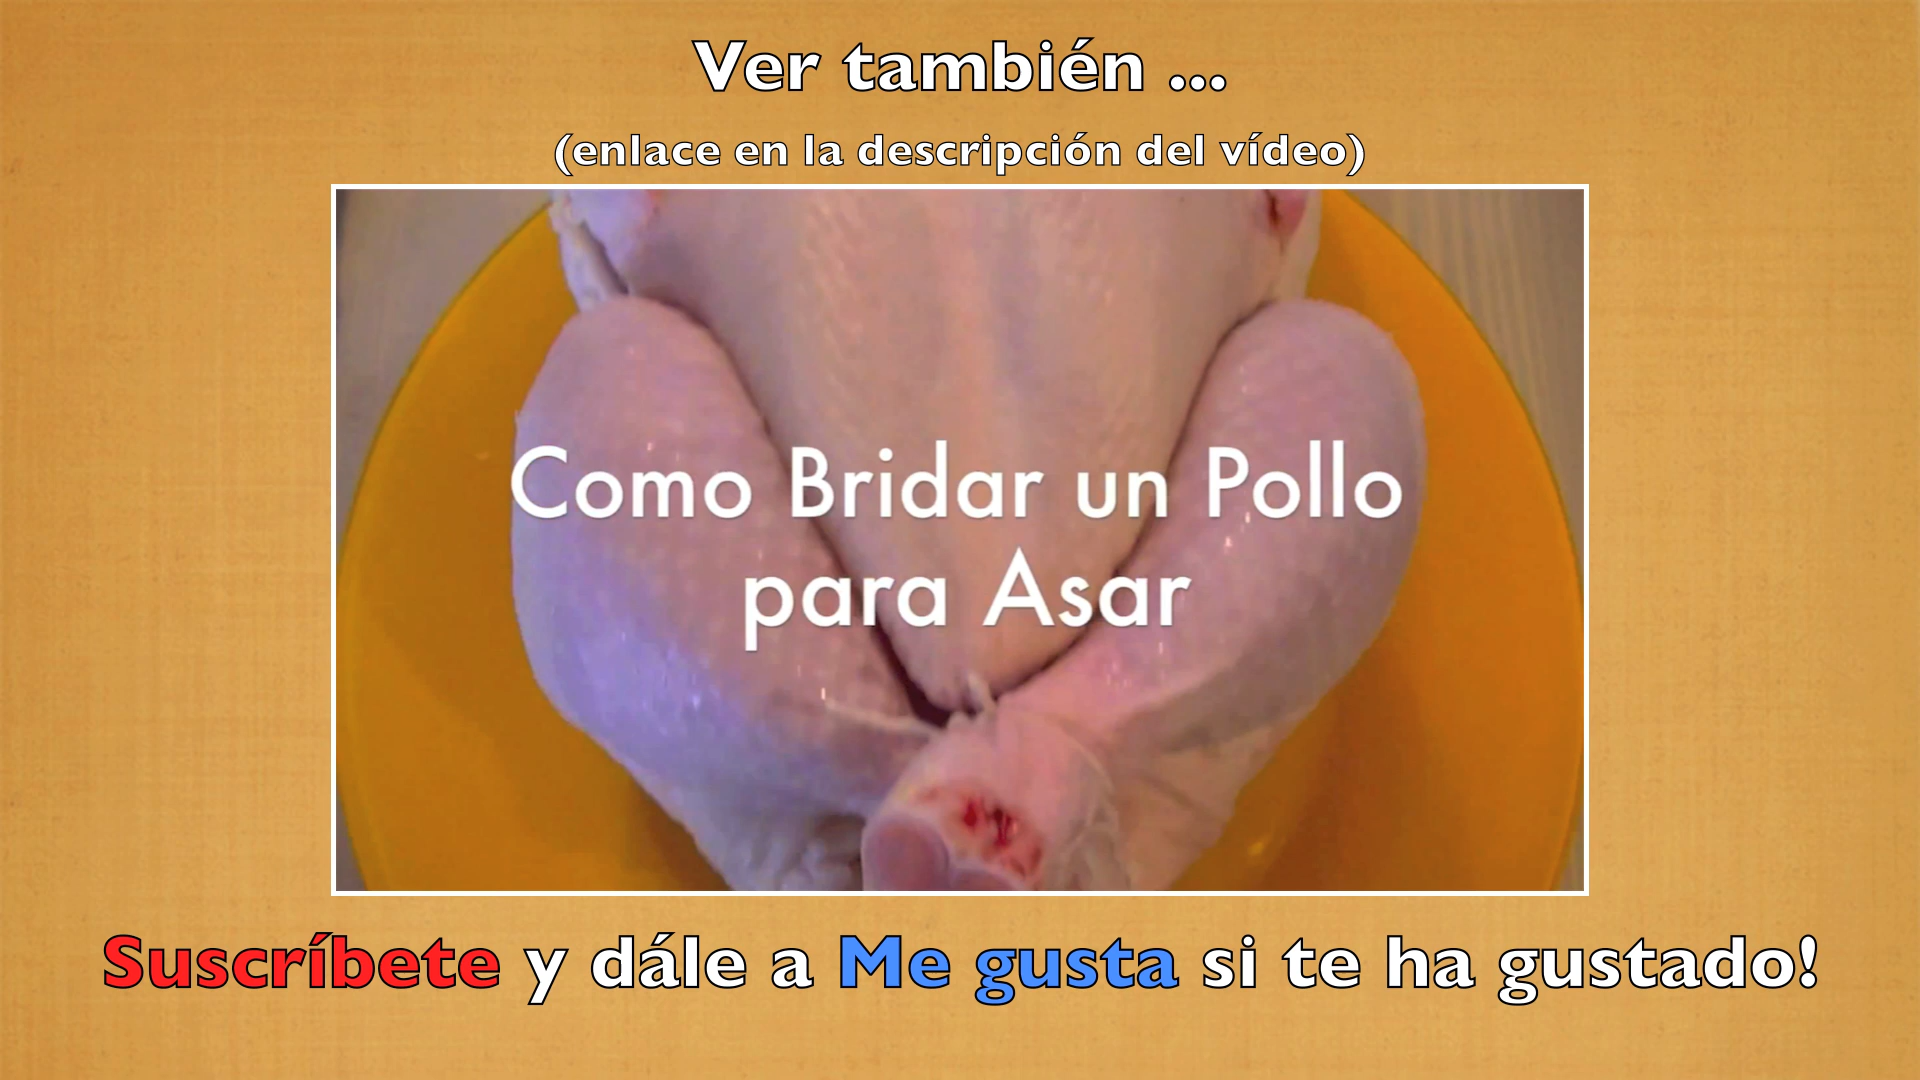 Ver también ...
(enlace en la descripción del vídeo)
Como Bridar un Pollo
para Asar
Suscríbete y dále a Me gusta si te ha gustado!